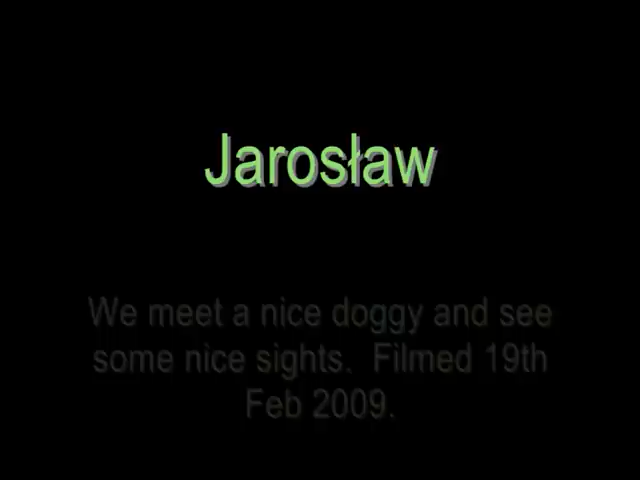 Jarosław
We meet a nice doggy and see
some nice sights.  Filmed 19th
Feb 2009.